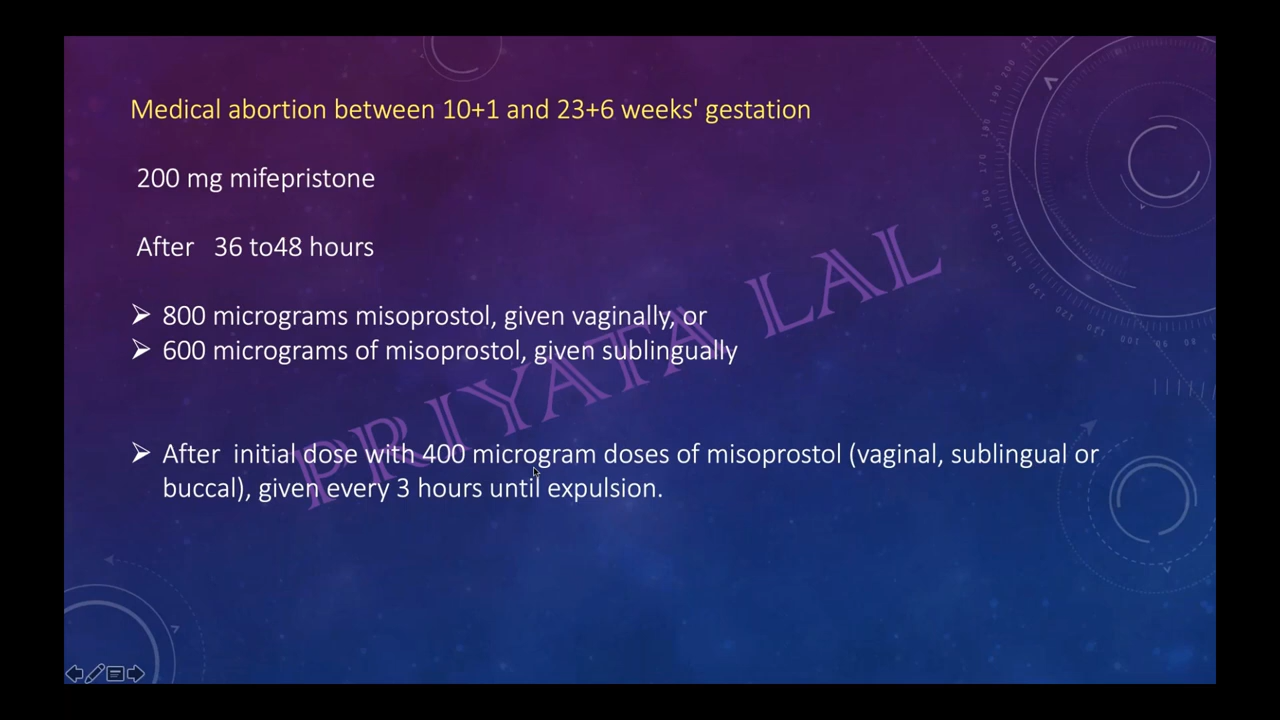 Medical abortion between 10+1 and 23+6 weeks' gestation
200 mg mifepristone
After 36 to48 hours
➢ 800 micrograms misoprostol, given vaginally, or
➢ 600 micrograms of misoprostol, given sublingually
➢ After initial dose with 400 microgram doses of misoprostol (vaginal, sublingual or
buccal), given every 3 hours until expulsion.
PRIYATA LAL